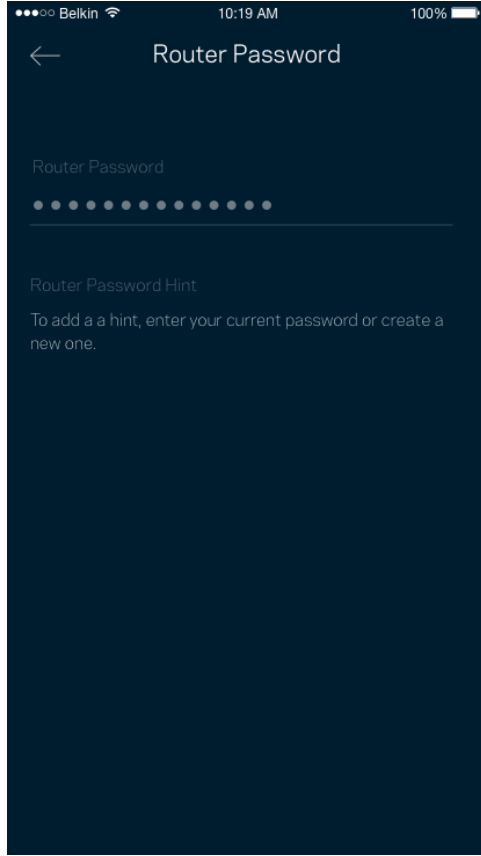 ●●●○○ Belkin 10:19 AM 100%
Router Password
Router Password
●●●●●●●●●●●●●●
Router Password Hint
To add a a hint, enter your current password or create a
new one.